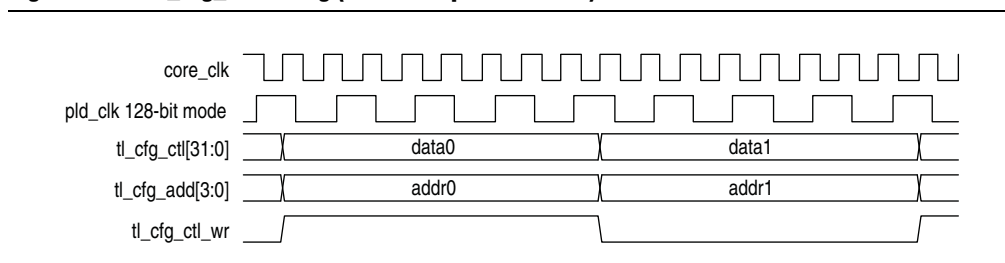 core_clk
pld_clk 128-bit mode
tl_cfg_ctl[31:0] data0 data1
tl_cfg_add[3:0] addr0 addr1
tl_cfg_ctl_wr